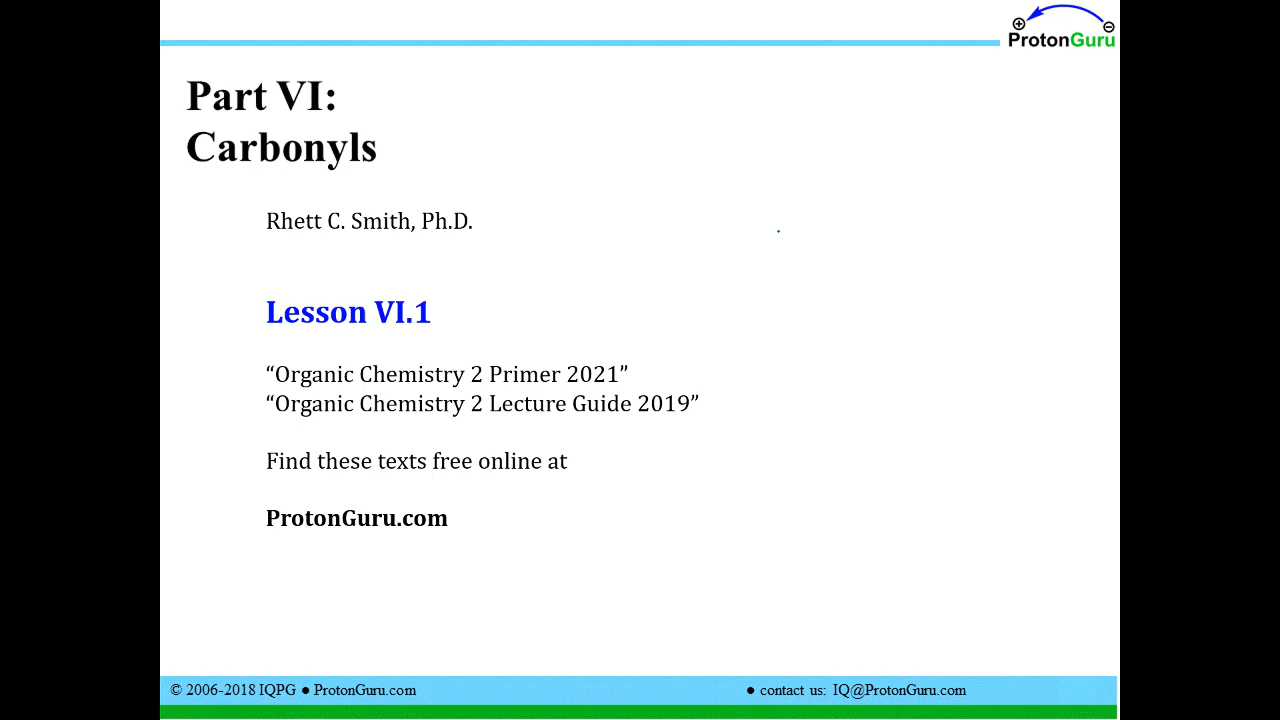 ⊕ ⊖
ProtonGuru
Part VI:
Carbonyls
Rhett C. Smith, Ph.D.
Lesson VI.1
“Organic Chemistry 2 Primer 2021”
“Organic Chemistry 2 Lecture Guide 2019”
Find these texts free online at
ProtonGuru.com
© 2006-2018 IQPG ● ProtonGuru.com
● contact us: IQ@ProtonGuru.com